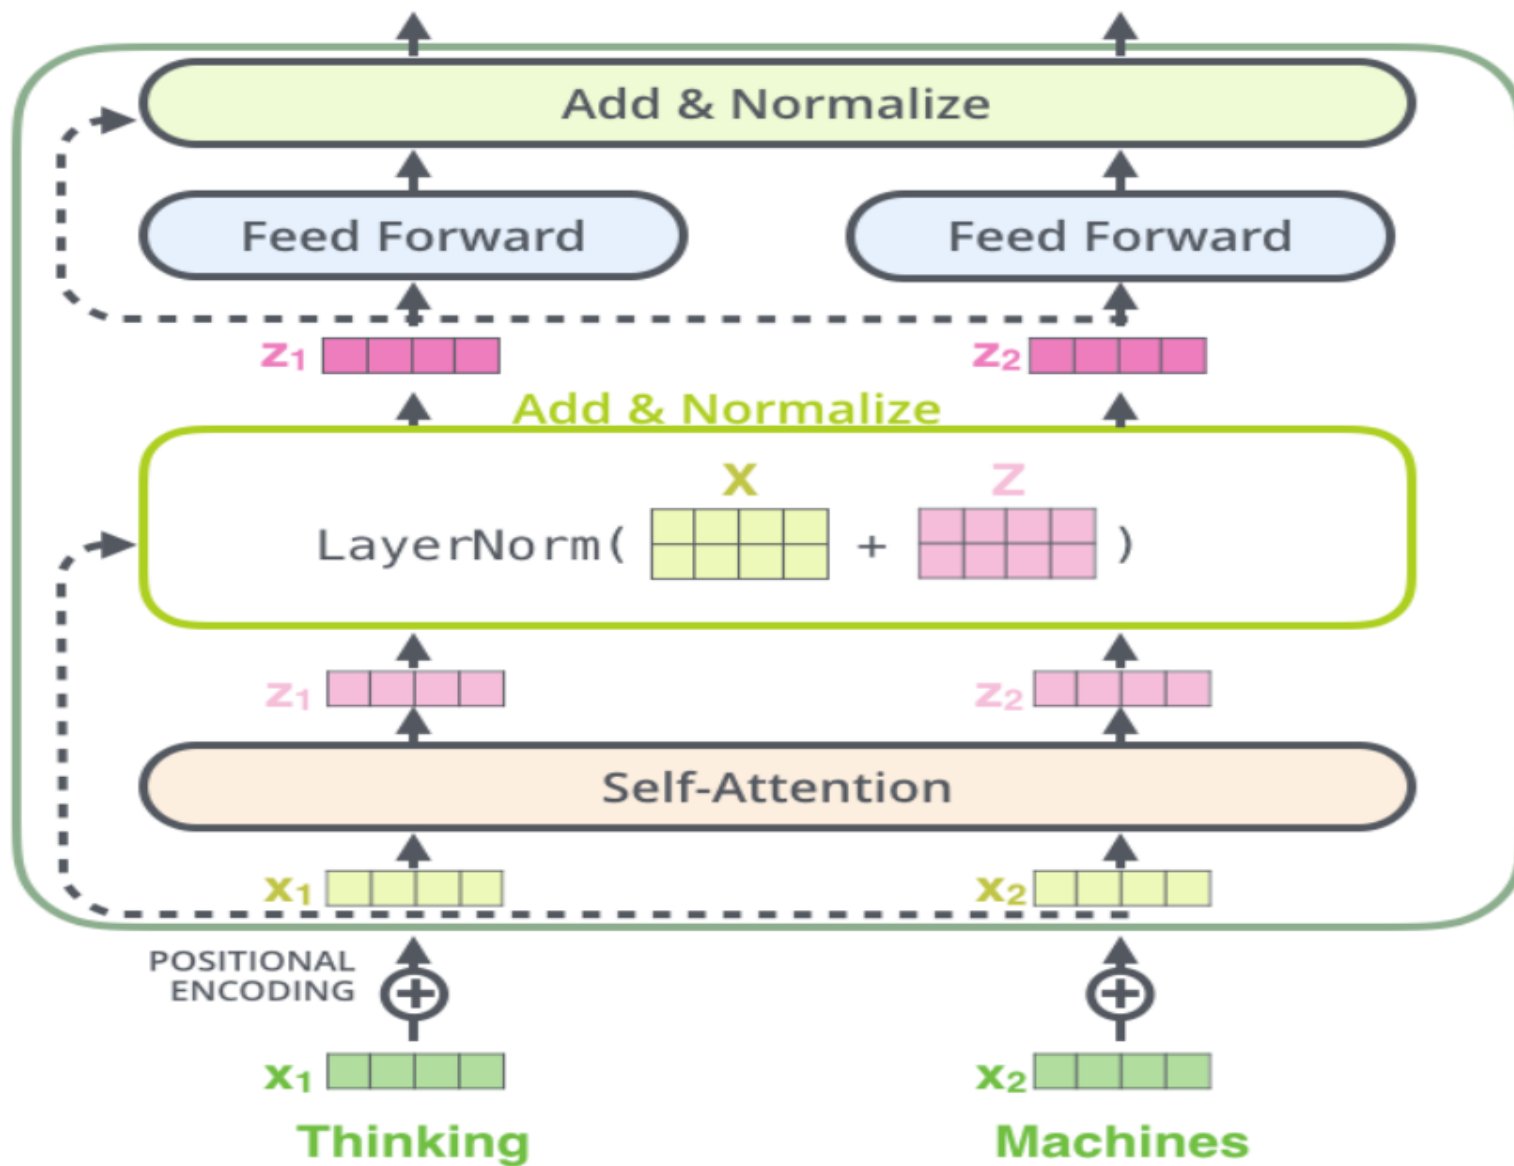 Add & Normalize
Feed Forward Feed Forward
z1 z2
Add & Normalize
X Z
LayerNorm( + )
z1 z2
Self-Attention
x1 x2
POSITIONAL
ENCODING
x1 x2
Thinking Machines